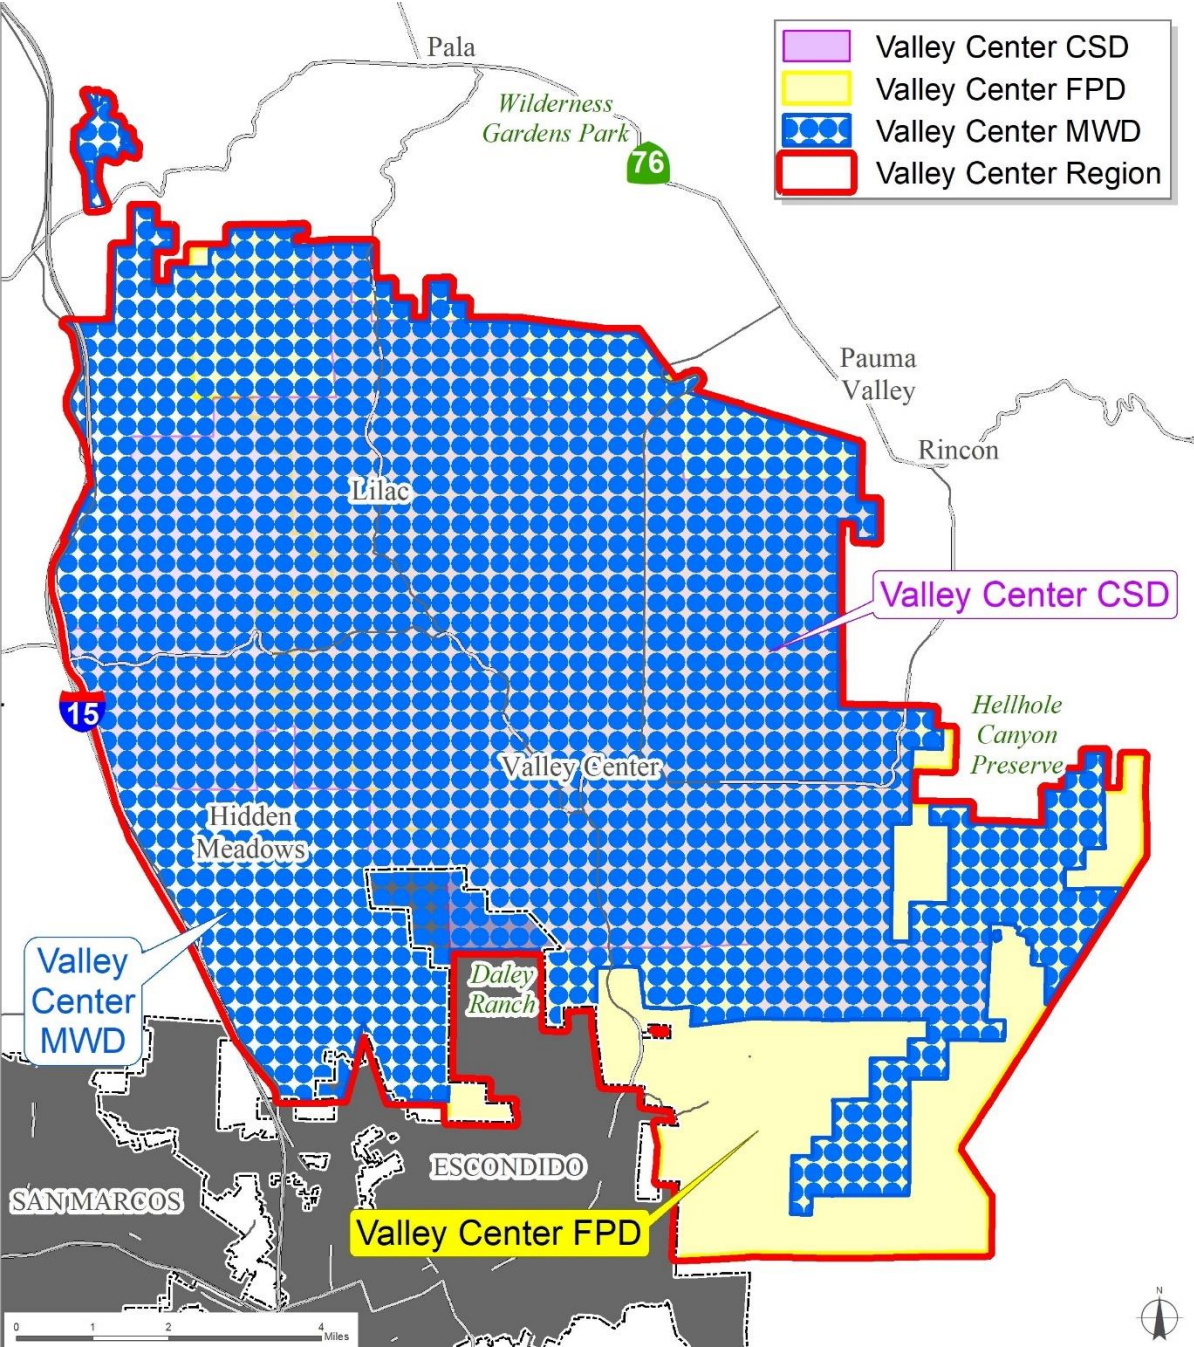 Pala
Wilderness
Gardens Park
76
Valley Center CSD
Valley Center FPD
Valley Center MWD
Valley Center Region
Pauma
Valley
Rincon
Lilac
Valley Center CSD
15
Hellhole
Canyon
Preserve
Valley Center
Hidden
Meadows
Valley
Center
MWD
Daley
Ranch
ESCONDIDO
SAN MARCOS
Valley Center FPD
0 1 2 4
Miles
N